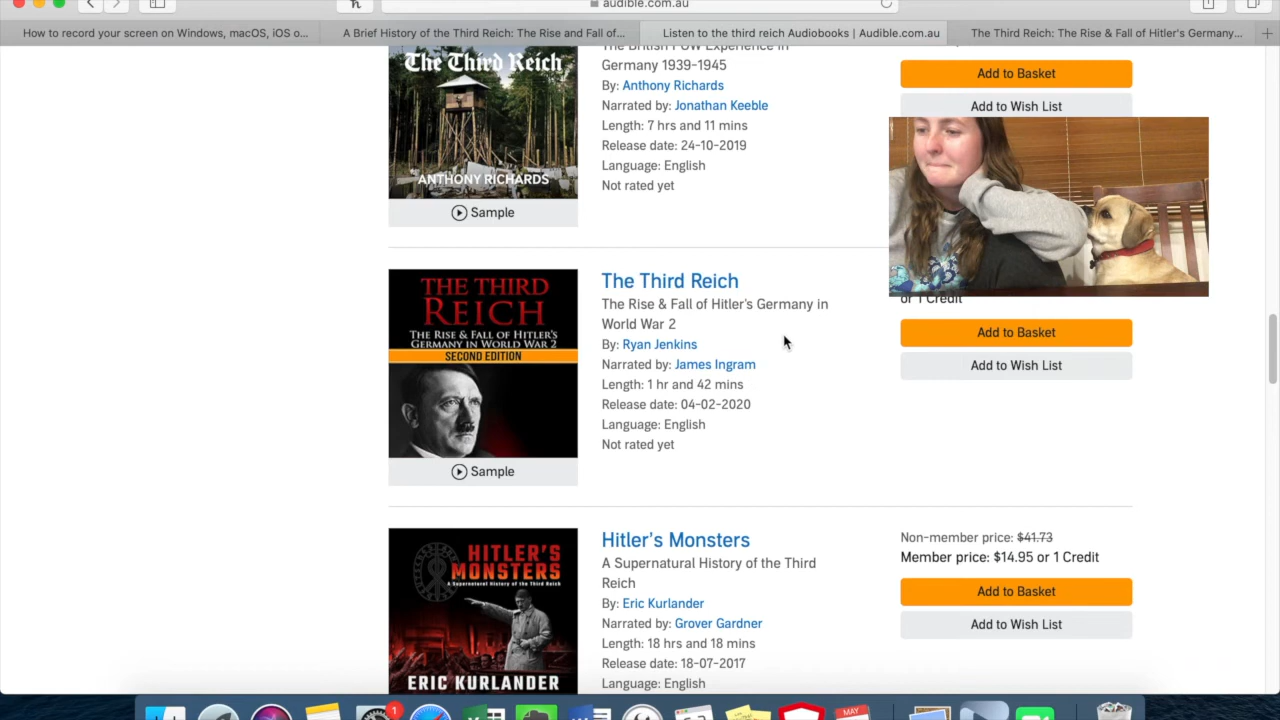 audible.com.au
How to record your screen on Windows, macOS, iOS o...
A Brief History of the Third Reich: The Rise and Fall of...
Listen to the third reich Audiobooks | Audible.com.au
The Third Reich: The Rise & Fall of Hitler's Germany...
The Third Reich
ANTHONY RICHARDS
Sample
The British POW Experience in
Germany 1939-1945
By: Anthony Richards
Narrated by: Jonathan Keeble
Length: 7 hrs and 11 mins
Release date: 24-10-2019
Language: English
Not rated yet
Add to Basket
Add to Wish List
THE THIRD
REICH
THE RISE & FALL OF HITLER'S
GERMANY IN WORLD WAR 2
SECOND EDITION
Sample
The Third Reich
The Rise & Fall of Hitler's Germany in
World War 2
By: Ryan Jenkins
Narrated by: James Ingram
Length: 1 hr and 42 mins
Release date: 04-02-2020
Language: English
Not rated yet
or 1 Credit
Add to Basket
Add to Wish List
HITLER'S
MONSTERS
A Supernatural History of the Third Reich
ERIC KURLANDER
Hitler's Monsters
A Supernatural History of the Third
Reich
By: Eric Kurlander
Narrated by: Grover Gardner
Length: 18 hrs and 18 mins
Release date: 18-07-2017
Language: English
Non-member price: $41.73
Member price: $14.95 or 1 Credit
Add to Basket
Add to Wish List
1
MAY